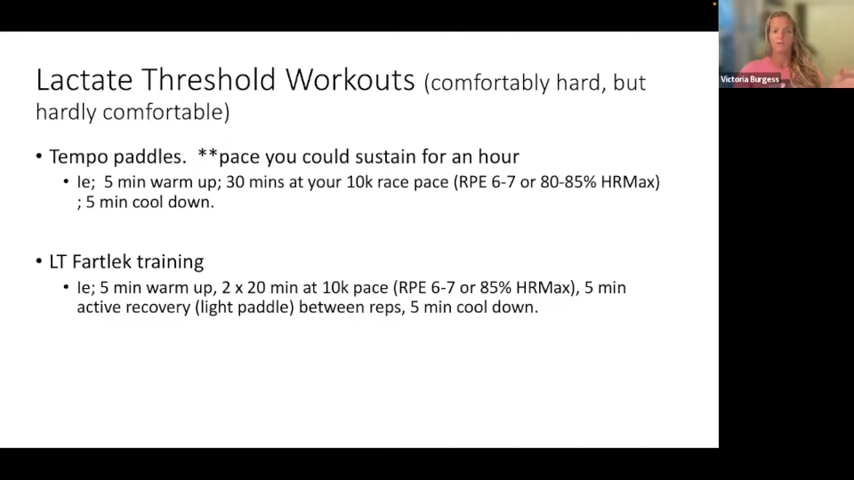 Lactate Threshold Workouts (comfortably hard, but
hardly comfortable)
• Tempo paddles.  **pace you could sustain for an hour
• Ie;  5 min warm up; 30 mins at your 10k race pace (RPE 6-7 or 80-85% HRMax)
; 5 min cool down.
• LT Fartlek training
• Ie; 5 min warm up, 2 x 20 min at 10k pace (RPE 6-7 or 85% HRMax), 5 min
active recovery (light paddle) between reps, 5 min cool down.
Victoria Burgess